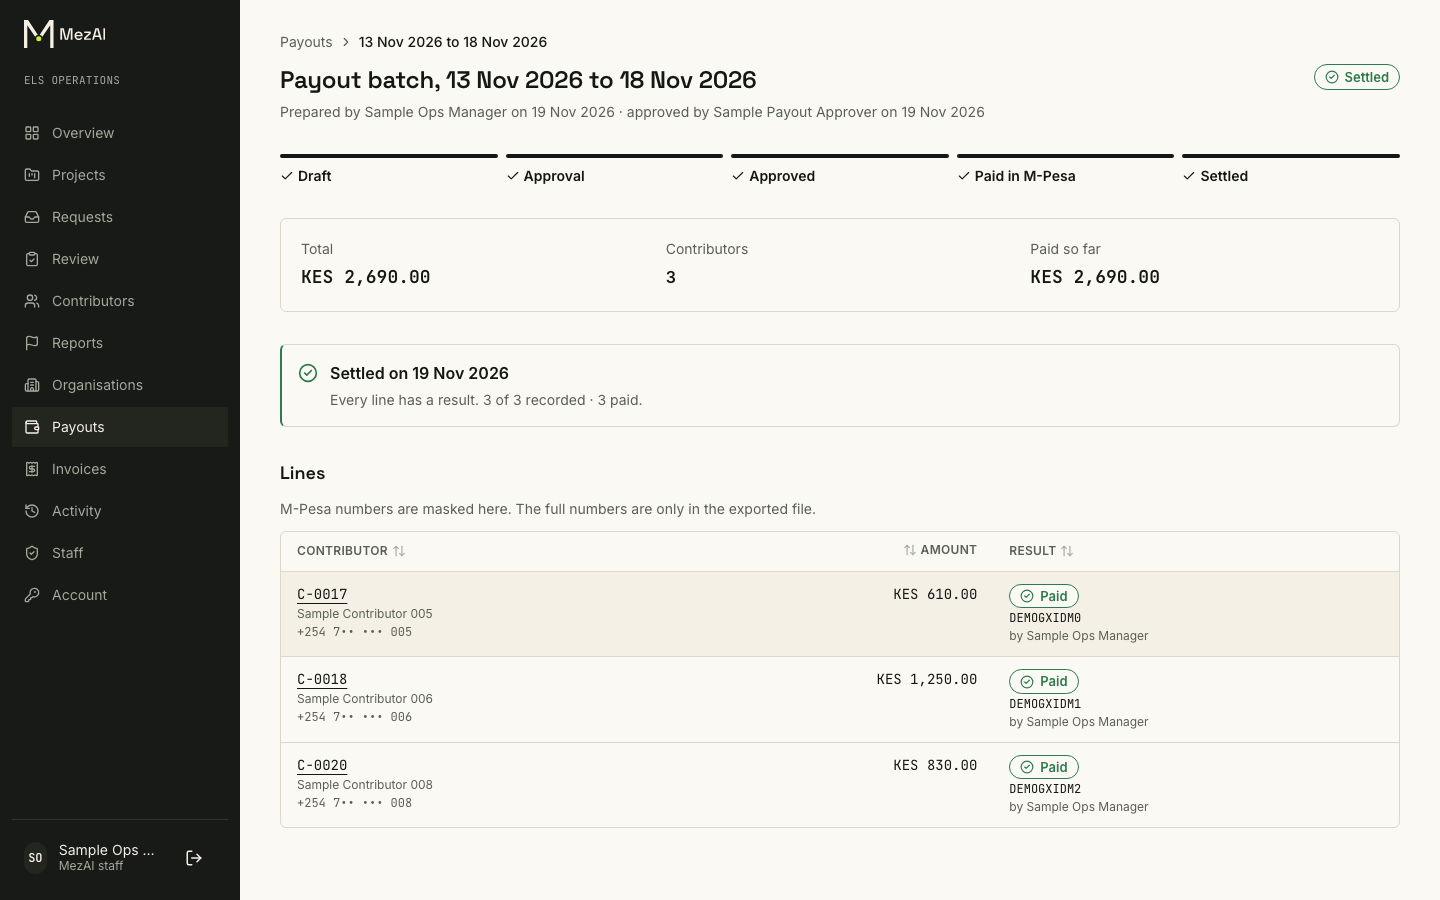 MezAI
ELS OPERATIONS
Overview
Projects
Requests
Review
Contributors
Reports
Organisations
Payouts
Invoices
Activity
Staff
Account
SO
Sample Ops ...
MezAI staff
Payouts > 13 Nov 2026 to 18 Nov 2026
Payout batch, 13 Nov 2026 to 18 Nov 2026
Settled
Prepared by Sample Ops Manager on 19 Nov 2026 · approved by Sample Payout Approver on 19 Nov 2026
Draft
Approval
Approved
Paid in M-Pesa
Settled
Total
KES 2,690.00
Contributors
3
Paid so far
KES 2,690.00
Settled on 19 Nov 2026
Every line has a result. 3 of 3 recorded · 3 paid.
Lines
M-Pesa numbers are masked here. The full numbers are only in the exported file.
CONTRIBUTOR AMOUNT RESULT
C-0017 KES 610.00 Paid
Sample Contributor 005 DEMOGXIDM0
+254 7•• ••• 005 by Sample Ops Manager
C-0018 KES 1,250.00 Paid
Sample Contributor 006 DEMOGXIDM1
+254 7•• ••• 006 by Sample Ops Manager
C-0020 KES 830.00 Paid
Sample Contributor 008 DEMOGXIDM2
+254 7•• ••• 008 by Sample Ops Manager